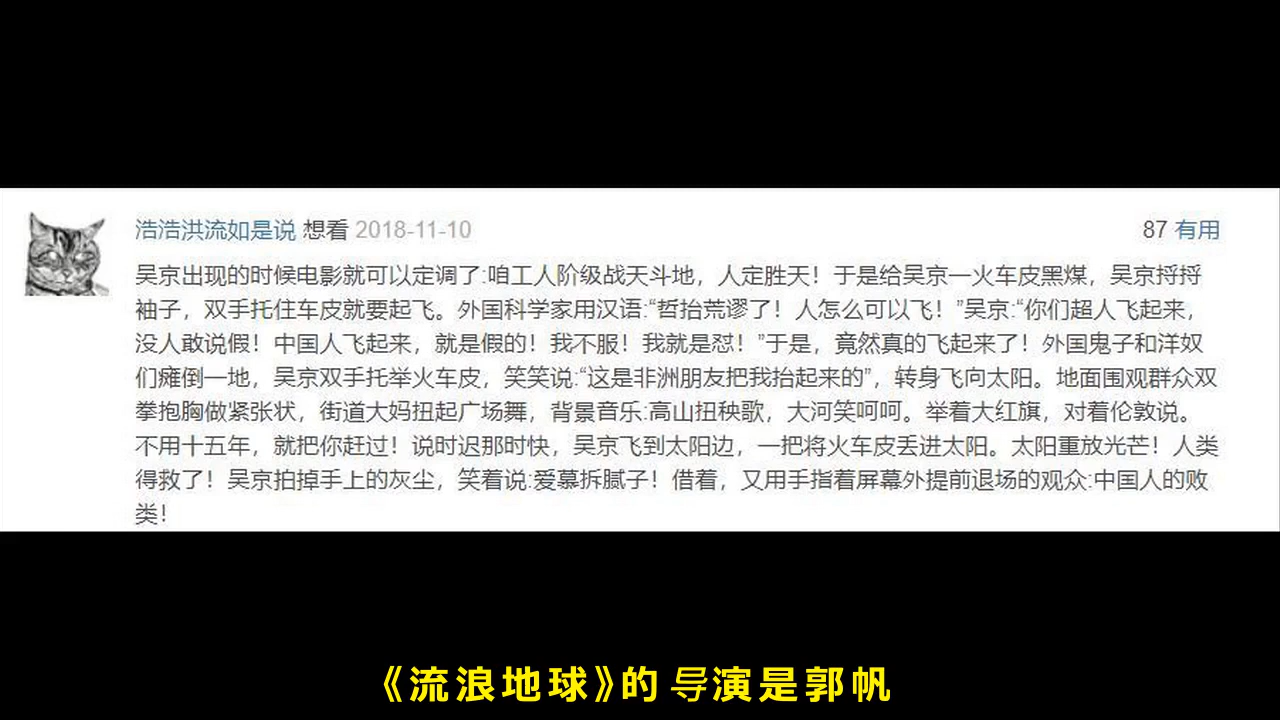 浩浩洪流如是说 想看 2018-11-10
87 有用
吴京出现的时候电影就可以定调了:咱工人阶级战天斗地，人定胜天！于是给吴京一火车皮黑煤，吴京捋捋
袖子，双手托住车皮就要起飞。外国科学家用汉语:“哲抬荒谬了！人怎么可以飞！”吴京:“你们超人飞起来，
没人敢说假！中国人飞起来，就是假的！我不服！我就是怼！”于是，竟然真的飞起来了！外国鬼子和洋奴
们瘫倒一地，吴京双手托举火车皮，笑笑说:“这是非洲朋友把我抬起来的”，转身飞向太阳。地面围观群众双
拳抱胸做紧张状，街道大妈扭起广场舞，背景音乐:高山扭秧歌，大河笑呵呵。举着大红旗，对着伦敦说。
不用十五年，就把你赶过！说时迟那时快，吴京飞到太阳边，一把将火车皮丢进太阳。太阳重放光芒！人类
得救了！吴京拍掉手上的灰尘，笑着说:爱慕拆腻子！借着，又用手指着屏幕外提前退场的观众:中国人的败
类！
《流浪地球》的导演是郭帆